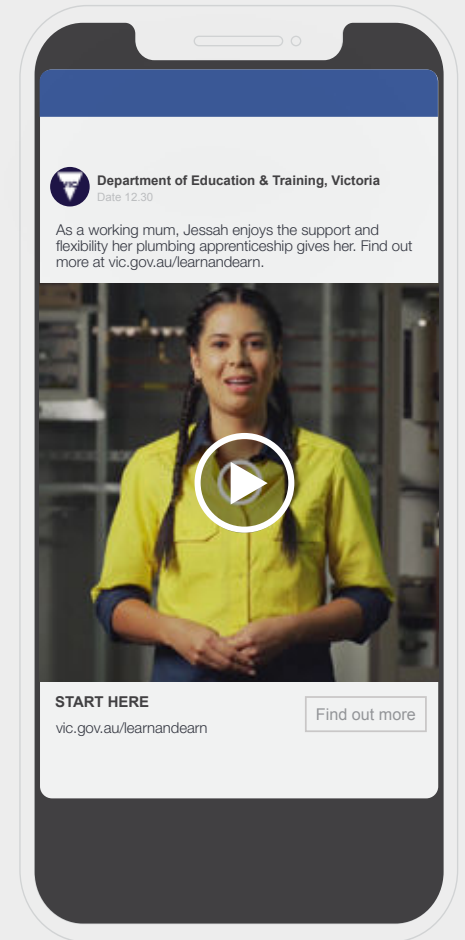 VIC
Department of Education & Training, Victoria
Date 12.30
As a working mum, Jessah enjoys the support and
flexibility her plumbing apprenticeship gives her. Find out
more at vic.gov.au/learnandearn.
START HERE
Find out more
vic.gov.au/learnandearn